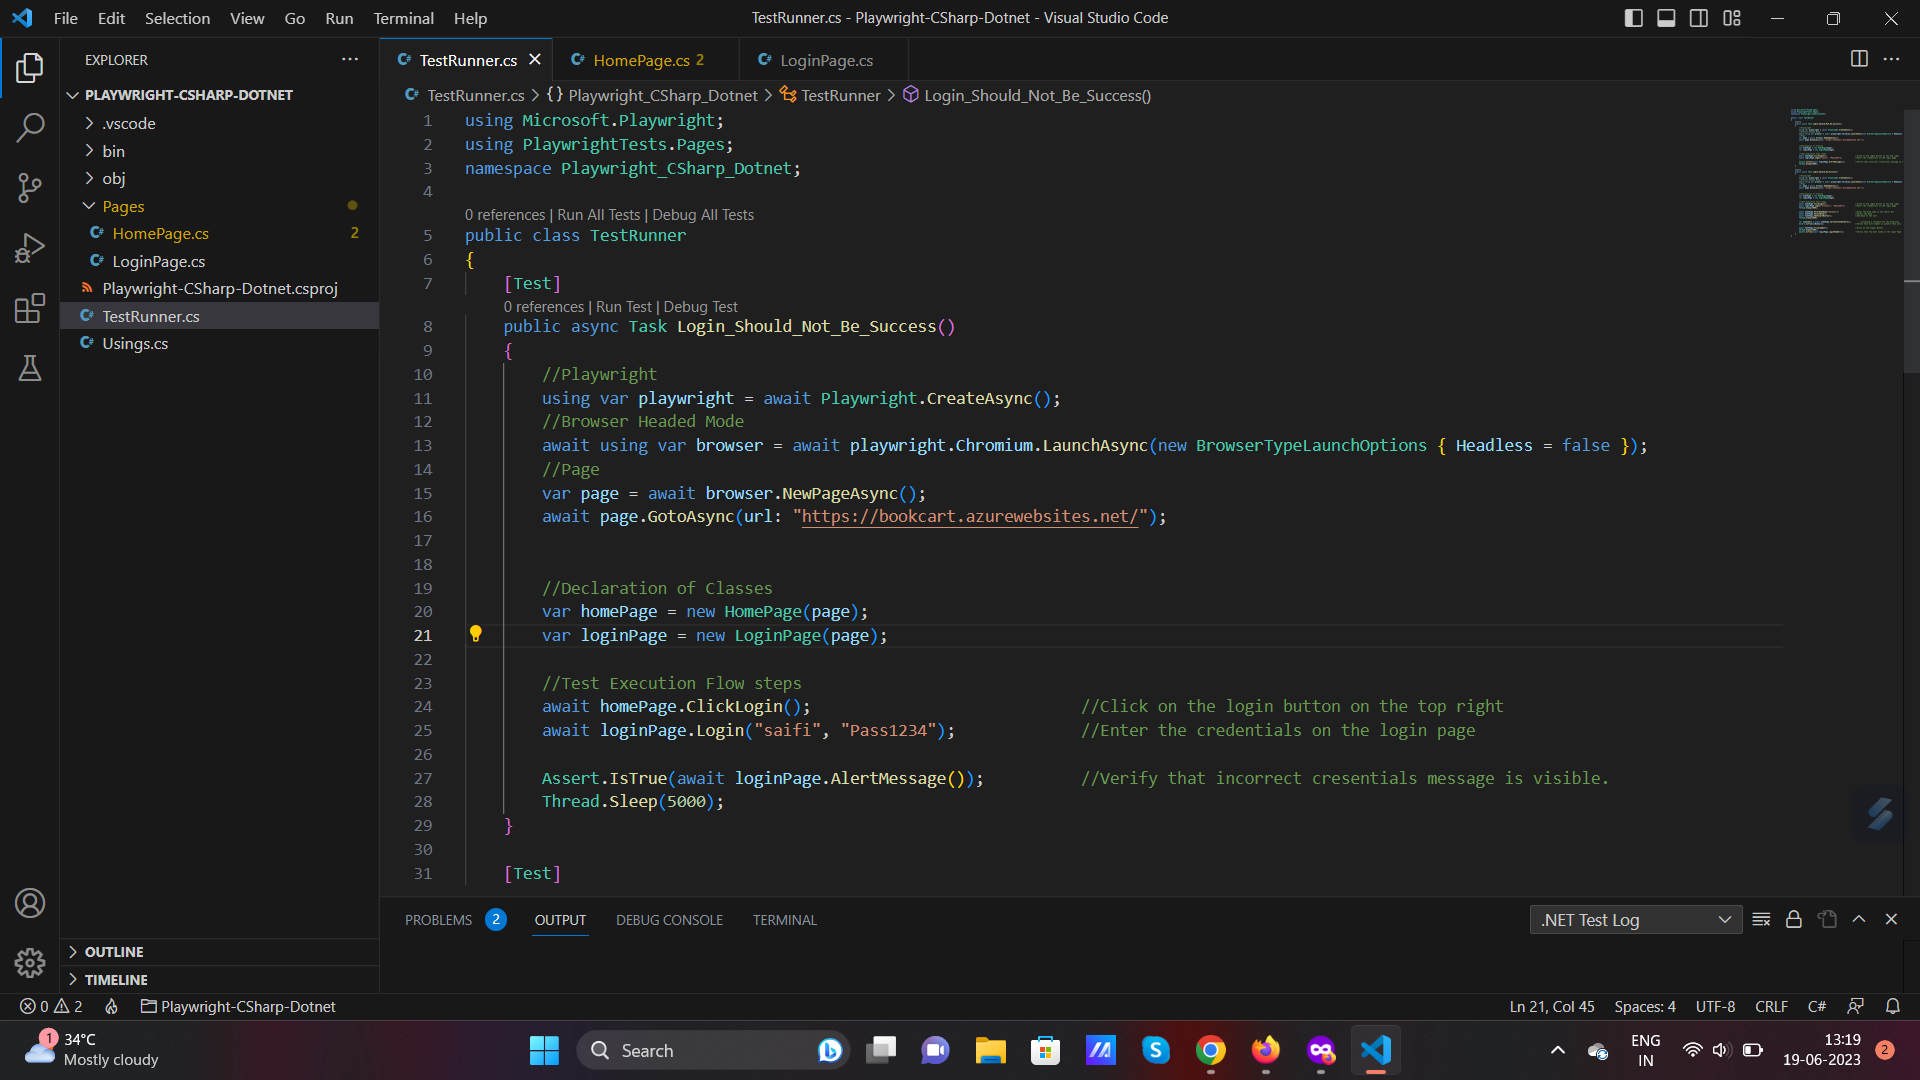 File Edit Selection View Go Run Terminal Help
TestRunner.cs - Playwright-CSharp-Dotnet - Visual Studio Code
EXPLORER
PLAYWRIGHT-CSHARP-DOTNET
.vscode
bin
obj
Pages
HomePage.cs 2
LoginPage.cs
Playwright-CSharp-Dotnet.csproj
TestRunner.cs
Usings.cs
OUTLINE
TIMELINE
TestRunner.cs HomePage.cs 2 LoginPage.cs
TestRunner.cs > {} Playwright_CSharp_Dotnet > TestRunner > Login_Should_Not_Be_Success()
1 using Microsoft.Playwright;
2 using PlaywrightTests.Pages;
3 namespace Playwright_CSharp_Dotnet;
4
0 references | Run All Tests | Debug All Tests
5 public class TestRunner
6 {
7 [Test]
0 references | Run Test | Debug Test
8 public async Task Login_Should_Not_Be_Success()
9 {
10 //Playwright
11 using var playwright = await Playwright.CreateAsync();
12 //Browser Headed Mode
13 await using var browser = await playwright.Chromium.LaunchAsync(new BrowserTypeLaunchOptions { Headless = false });
14 //Page
15 var page = await browser.NewPageAsync();
16 await page.GotoAsync(url: "https://bookcart.azurewebsites.net/");
17
18
19 //Declaration of Classes
20 var homePage = new HomePage(page);
21 var loginPage = new LoginPage(page);
22
23 //Test Execution Flow steps
24 await homePage.ClickLogin(); //Click on the login button on the top right
25 await loginPage.Login("saifi", "Pass1234"); //Enter the credentials on the login page
26
27 Assert.IsTrue(await loginPage.AlertMessage()); //Verify that incorrect cresentials message is visible.
28 Thread.Sleep(5000);
29 }
30
31 [Test]
PROBLEMS 2 OUTPUT DEBUG CONSOLE TERMINAL
.NET Test Log
0 2 Playwright-CSharp-Dotnet
Ln 21, Col 45 Spaces: 4 UTF-8 CRLF C#
1 34°C
Mostly cloudy
Search
ENG
IN
13:19
19-06-2023
2